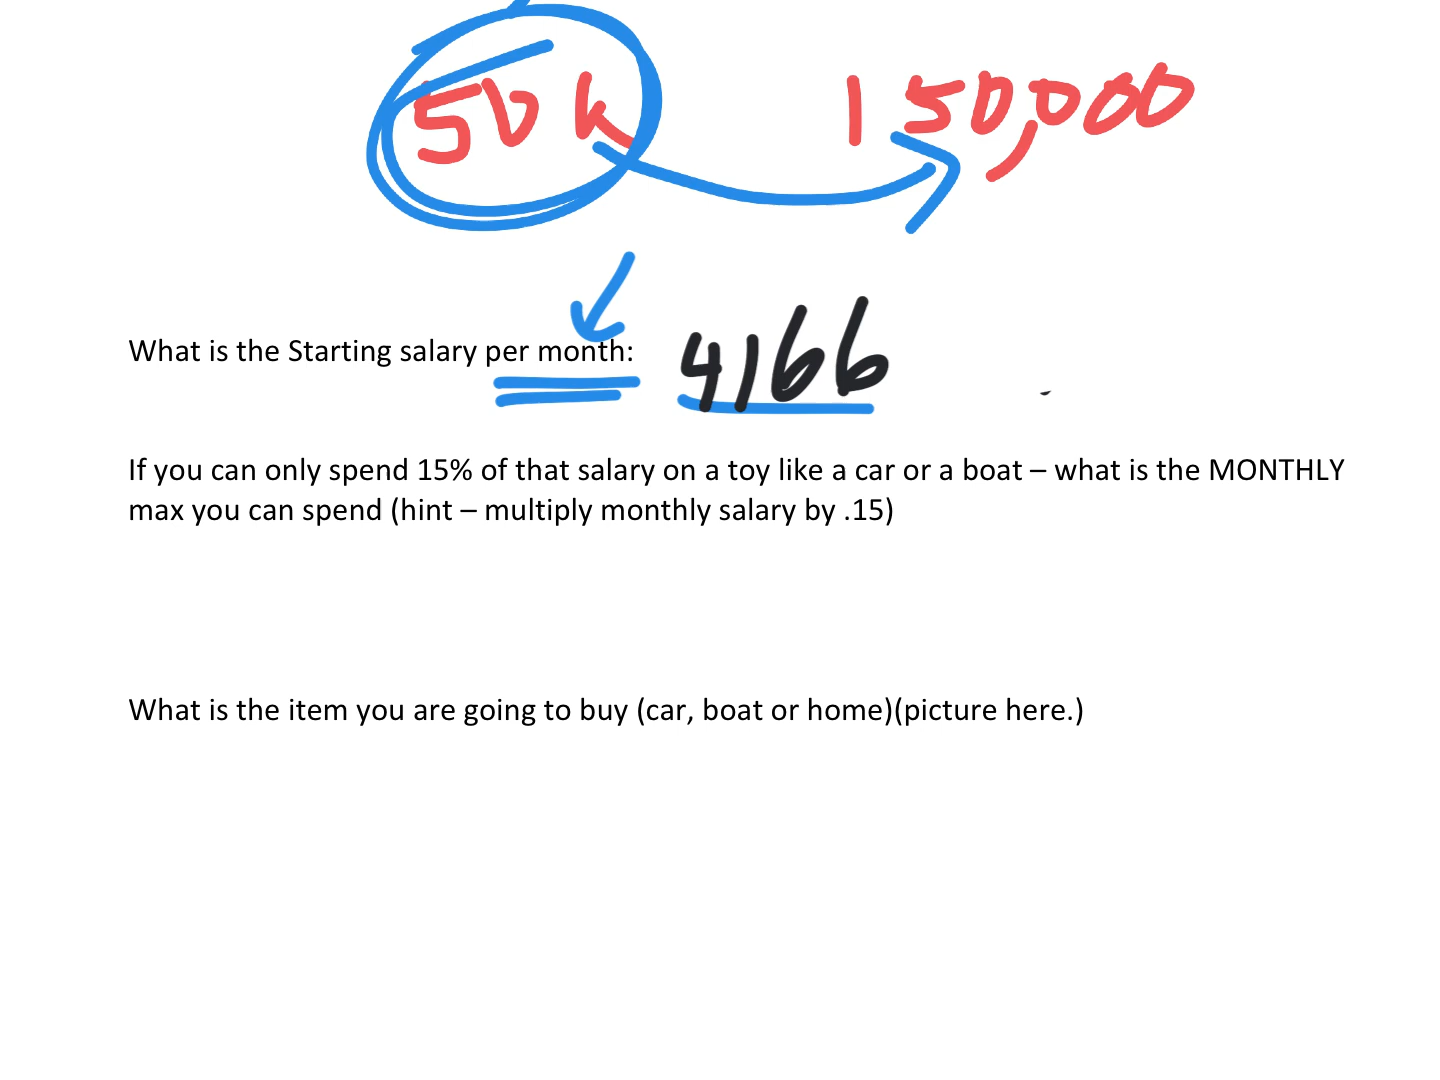 50k 150,000
What is the Starting salary per month: 4166
If you can only spend 15% of that salary on a toy like a car or a boat – what is the MONTHLY
max you can spend (hint – multiply monthly salary by .15)
What is the item you are going to buy (car, boat or home)(picture here.)